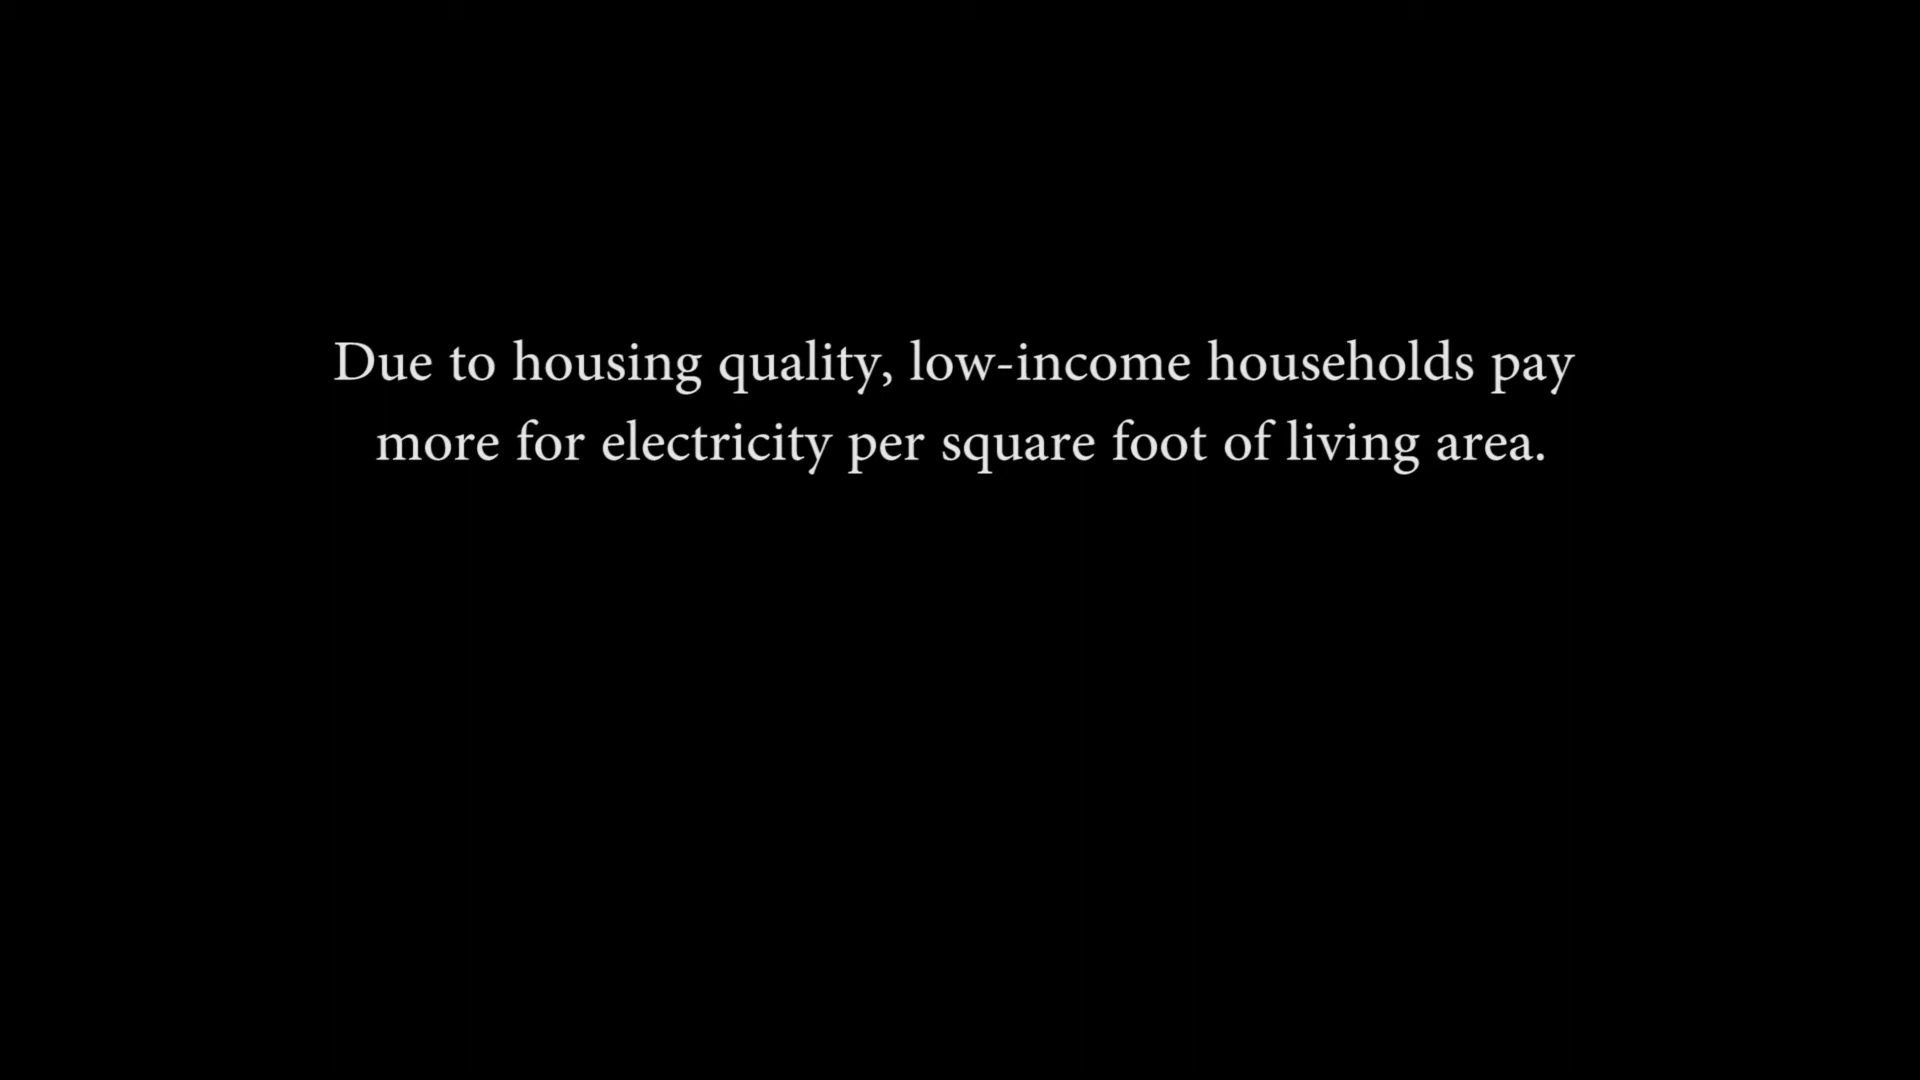 Due to housing quality, low-income households pay
more for electricity per square foot of living area.